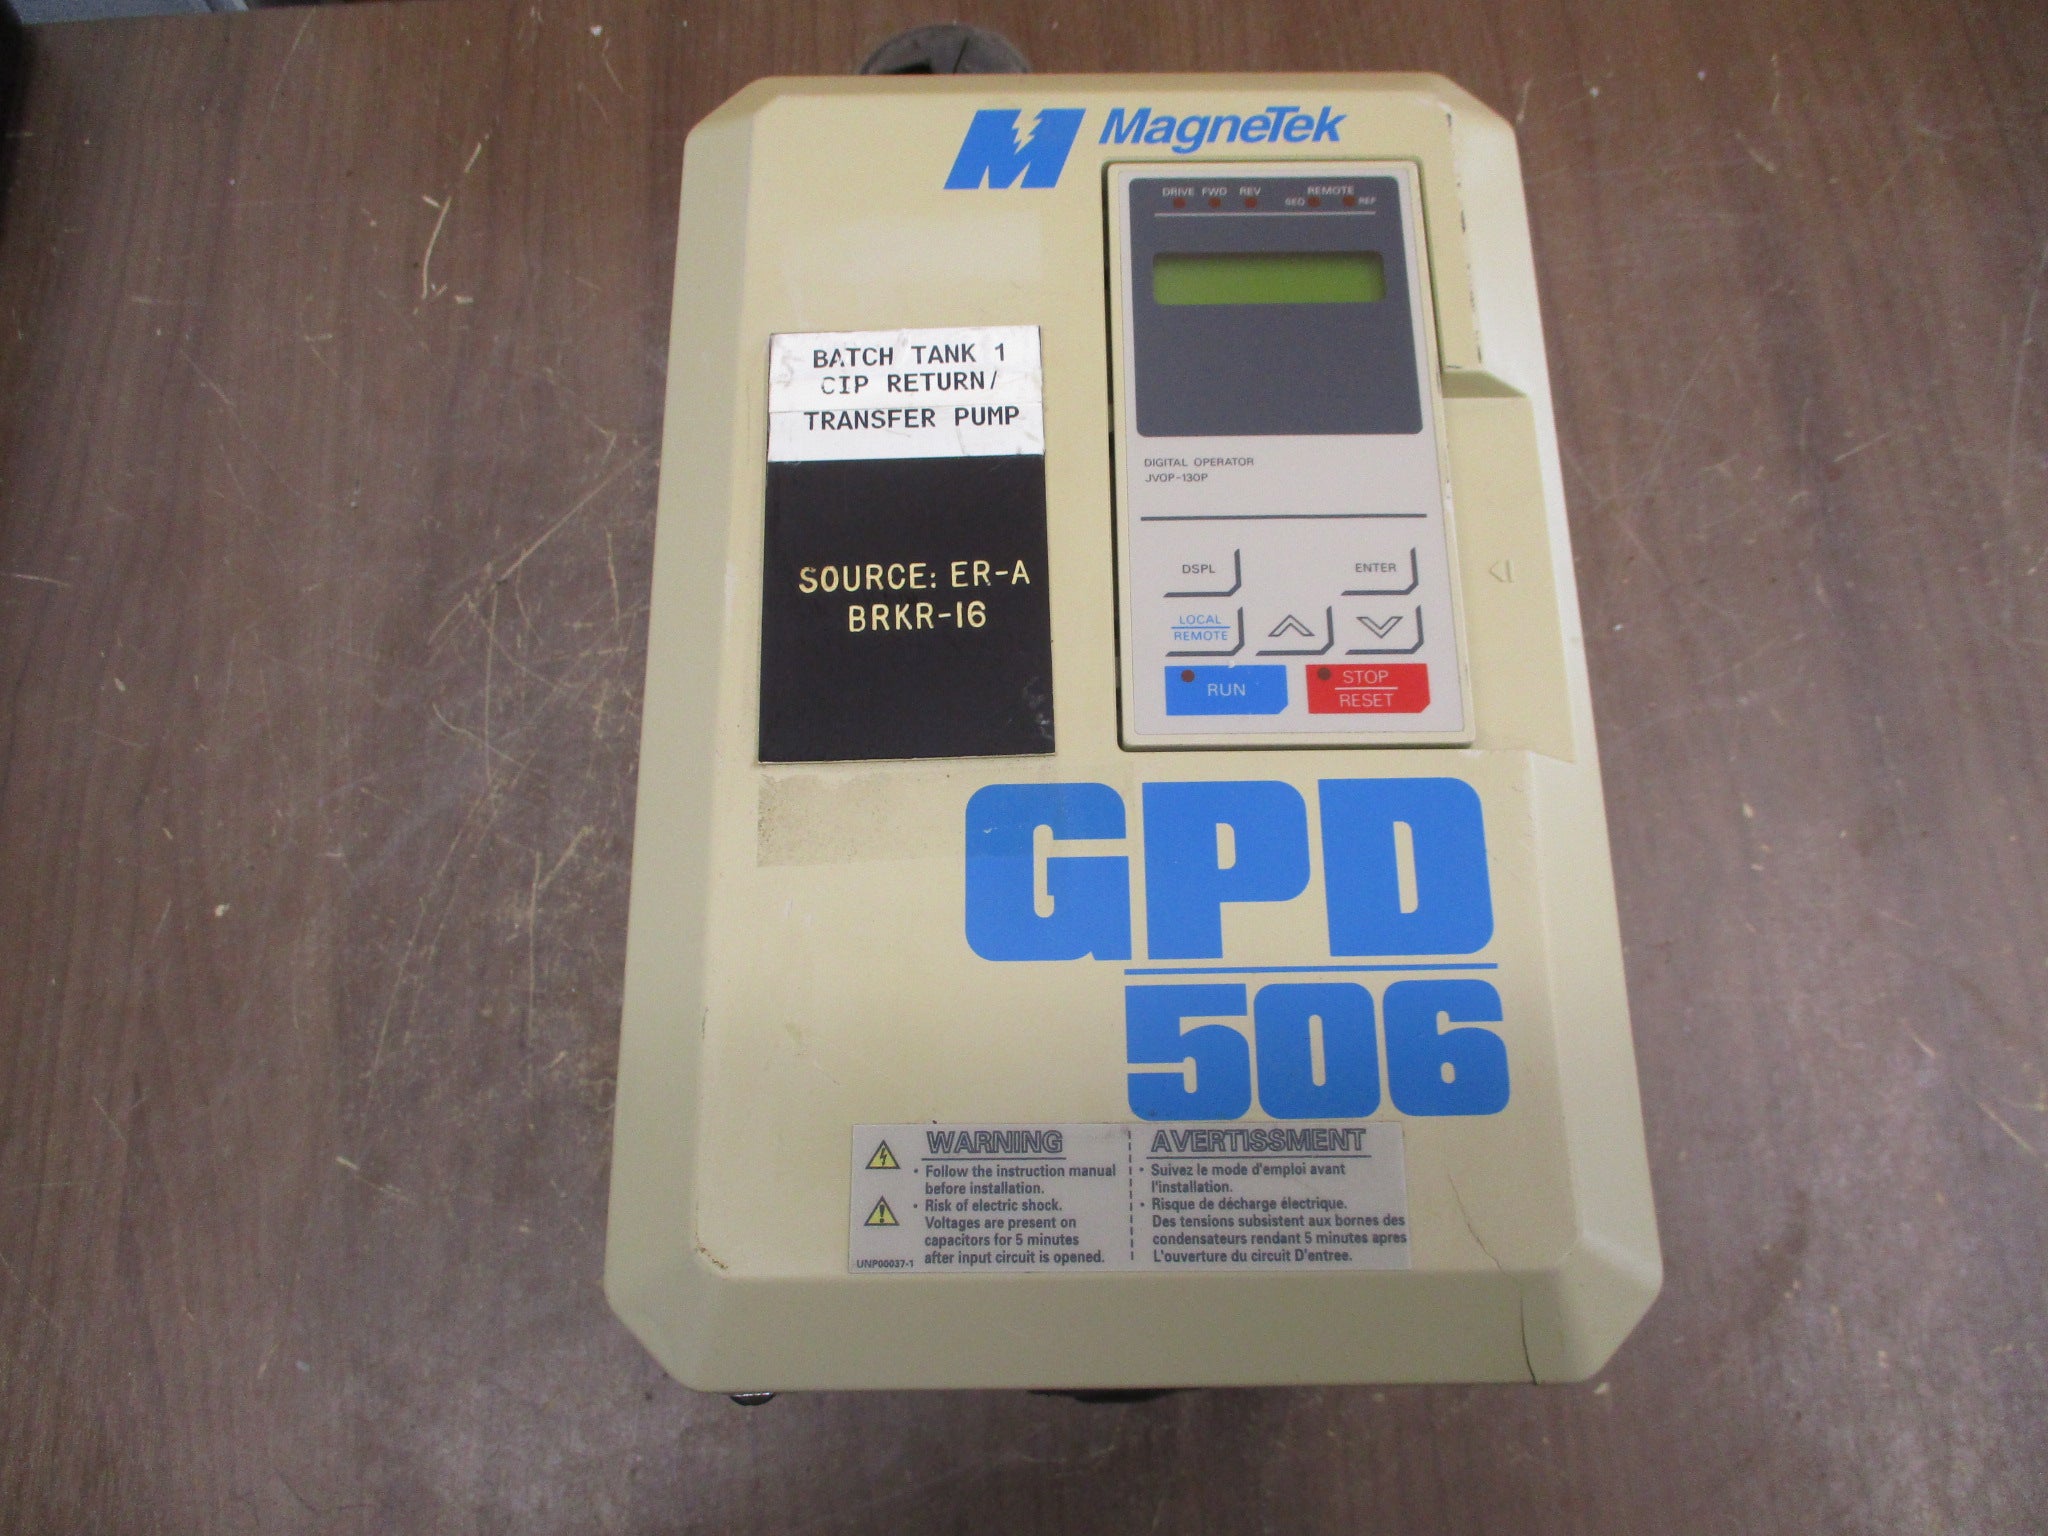 MagneTek
DRIVE FWD REV REMOTE
SEQ REF
BATCH TANK 1
CIP RETURN/
TRANSFER PUMP
SOURCE: ER-A
BRKR-16
DIGITAL OPERATOR
JVOP-130P
DSPL ENTER
LOCAL
REMOTE
RUN
STOP
RESET
GPD
506
WARNING
• Follow the instruction manual
before installation.
• Risk of electric shock.
Voltages are present on
capacitors for 5 minutes
after input circuit is opened.
UNP00037-1
AVERTISSMENT
• Suivez le mode d'emploi avant
l'installation.
• Risque de décharge électrique.
Des tensions subsistent aux bornes des
condensateurs rendant 5 minutes apres
L'ouverture du circuit D'entree.